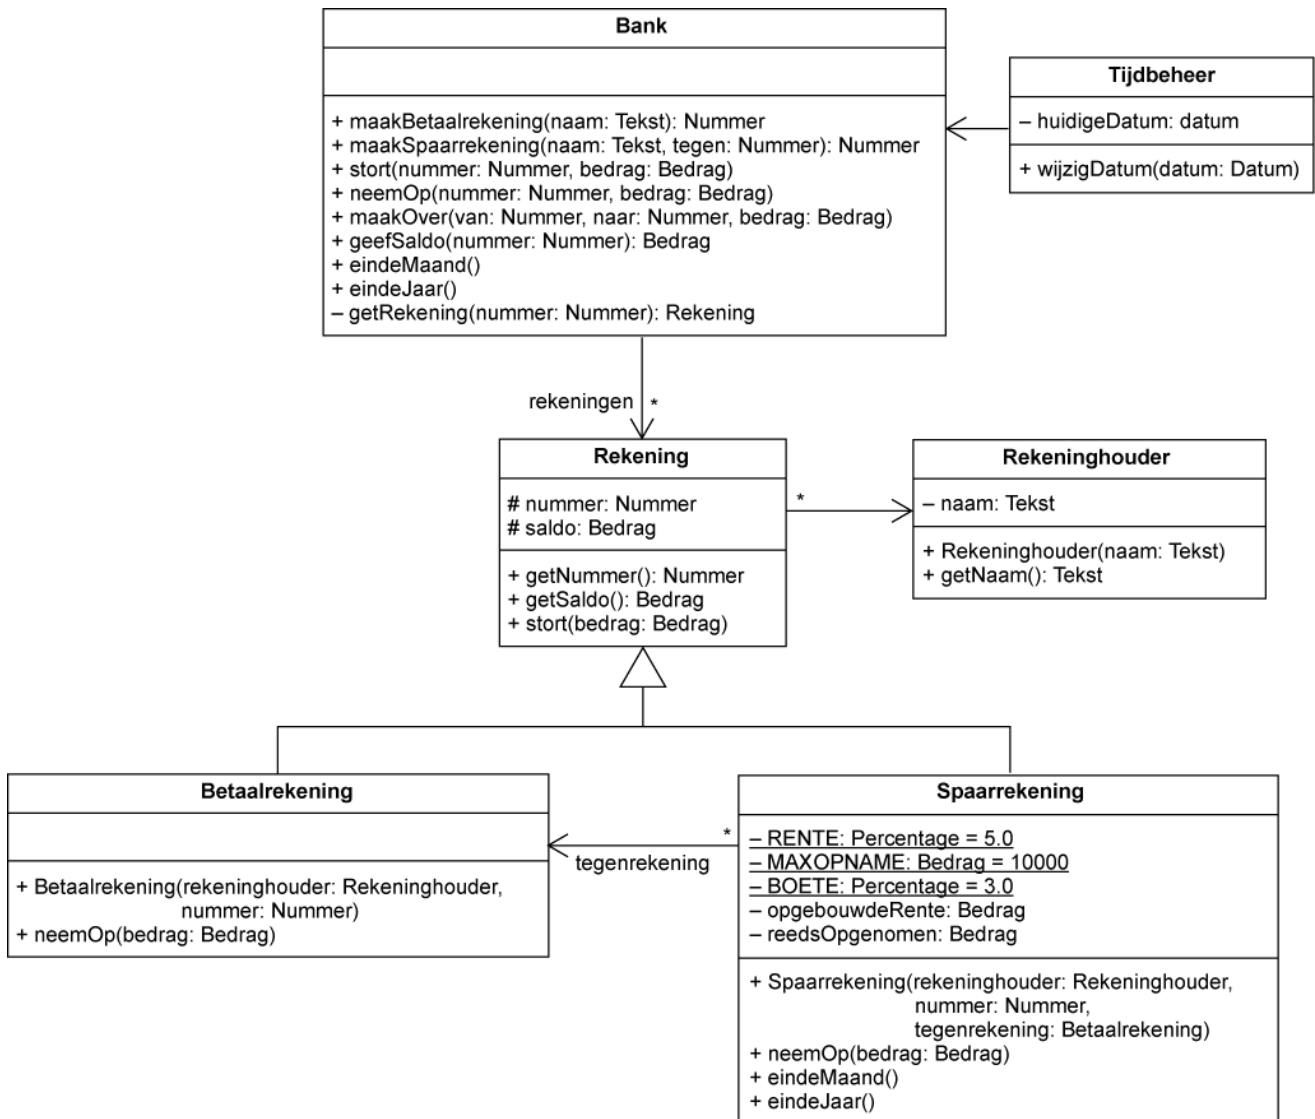 Bank
+ maakBetaalrekening(naam: Tekst): Nummer
+ maakSpaarrekening(naam: Tekst, tegen: Nummer): Nummer
+ stort(nummer: Nummer, bedrag: Bedrag)
+ neemOp(nummer: Nummer, bedrag: Bedrag)
+ maakOver(van: Nummer, naar: Nummer, bedrag: Bedrag)
+ geefSaldo(nummer: Nummer): Bedrag
+ eindeMaand()
+ eindeJaar()
– getRekening(nummer: Nummer): Rekening
Tijdbeheer
– huidigeDatum: datum
+ wijzigDatum(datum: Datum)
rekeningen *
Rekening
# nummer: Nummer
# saldo: Bedrag
+ getNummer(): Nummer
+ getSaldo(): Bedrag
+ stort(bedrag: Bedrag)
*
Rekeninghouder
– naam: Tekst
+ Rekeninghouder(naam: Tekst)
+ getNaam(): Tekst
Betaalrekening
+ Betaalrekening(rekeninghouder: Rekeninghouder,
nummer: Nummer)
+ neemOp(bedrag: Bedrag)
*
tegenrekening
Spaarrekening
– RENTE: Percentage = 5.0
– MAXOPNAME: Bedrag = 10000
– BOETE: Percentage = 3.0
– opgebouwdeRente: Bedrag
– reedsOpgenomen: Bedrag
+ Spaarrekening(rekeninghouder: Rekeninghouder,
nummer: Nummer,
tegenrekening: Betaalrekening)
+ neemOp(bedrag: Bedrag)
+ eindeMaand()
+ eindeJaar()